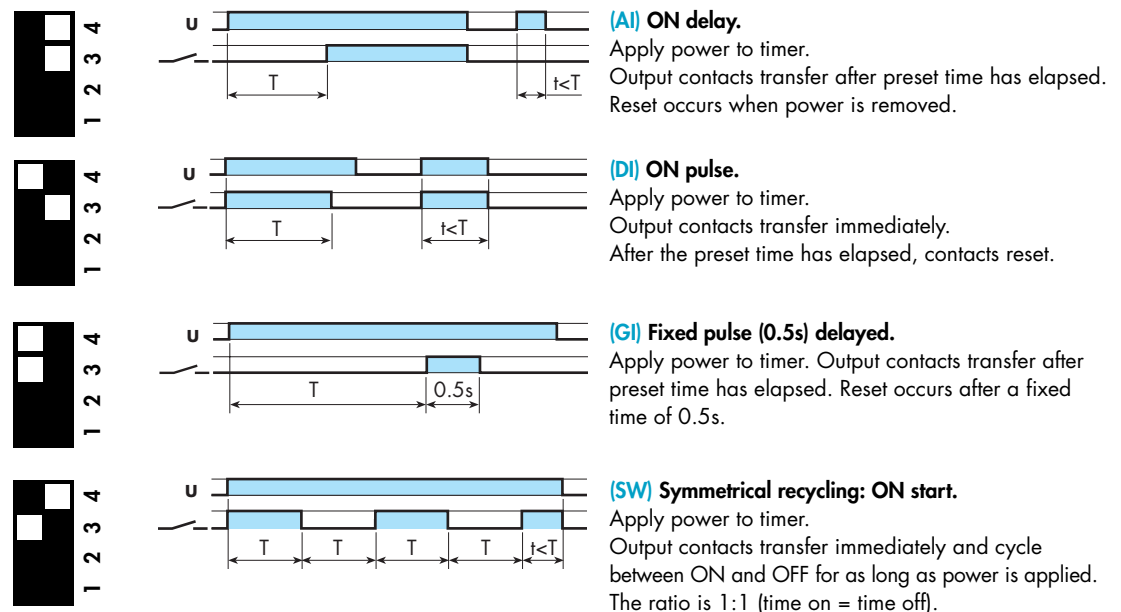 4
3
2
1
U
T
t<T
(AI) ON delay.
Apply power to timer.
Output contacts transfer after preset time has elapsed.
Reset occurs when power is removed.
4
3
2
1
U
T
t<T
(DI) ON pulse.
Apply power to timer.
Output contacts transfer immediately.
After the preset time has elapsed, contacts reset.
4
3
2
1
U
T
0.5s
(GI) Fixed pulse (0.5s) delayed.
Apply power to timer. Output contacts transfer after
preset time has elapsed. Reset occurs after a fixed
time of 0.5s.
4
3
2
1
U
T T T T t<T
(SW) Symmetrical recycling: ON start.
Apply power to timer.
Output contacts transfer immediately and cycle
between ON and OFF for as long as power is applied.
The ratio is 1:1 (time on = time off).